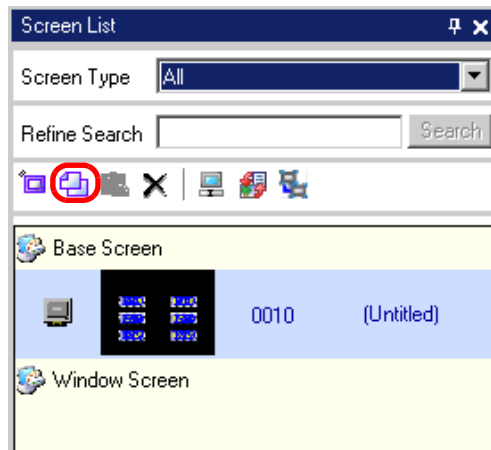 Screen List
Screen Type All
Refine Search Search
Base Screen
0010 (Untitled)
Window Screen